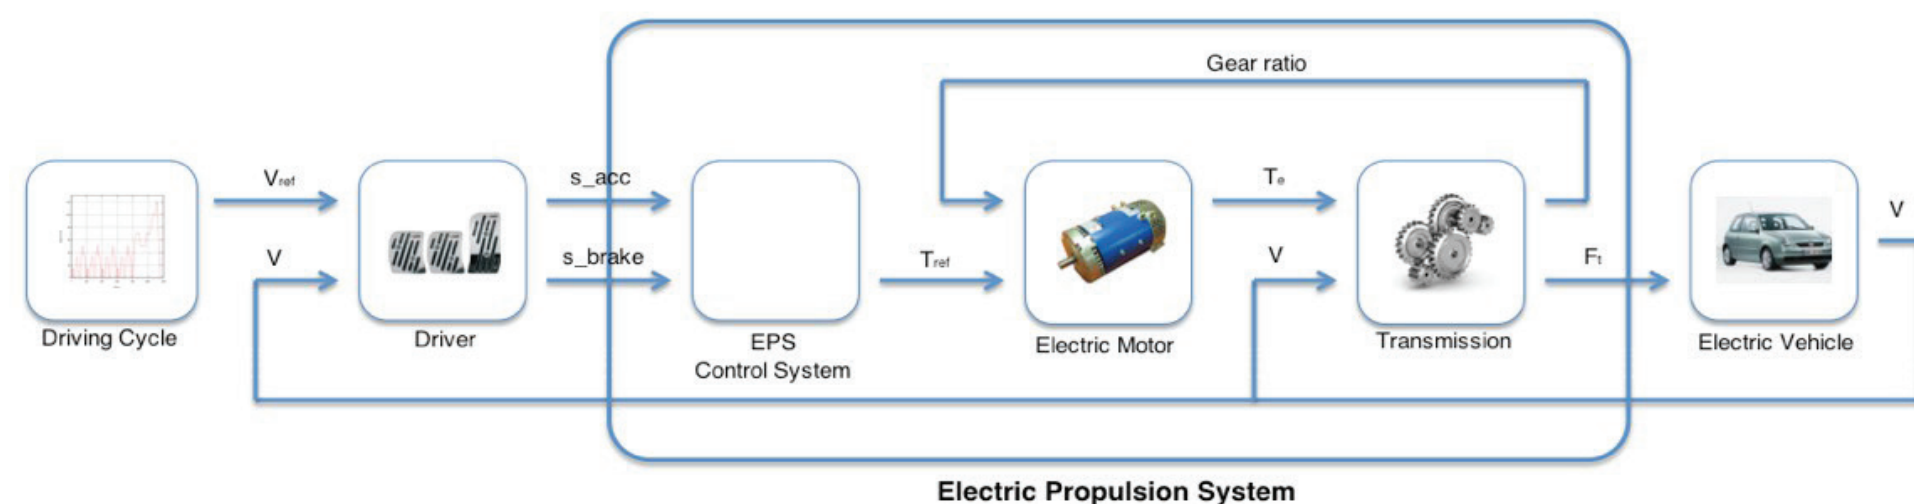 Gear ratio
Vref
s_acc
Te
V
V
s_brake
Tref
V
Ft
Driving Cycle
Driver
EPS
Control System
Electric Motor
Transmission
Electric Vehicle
Electric Propulsion System